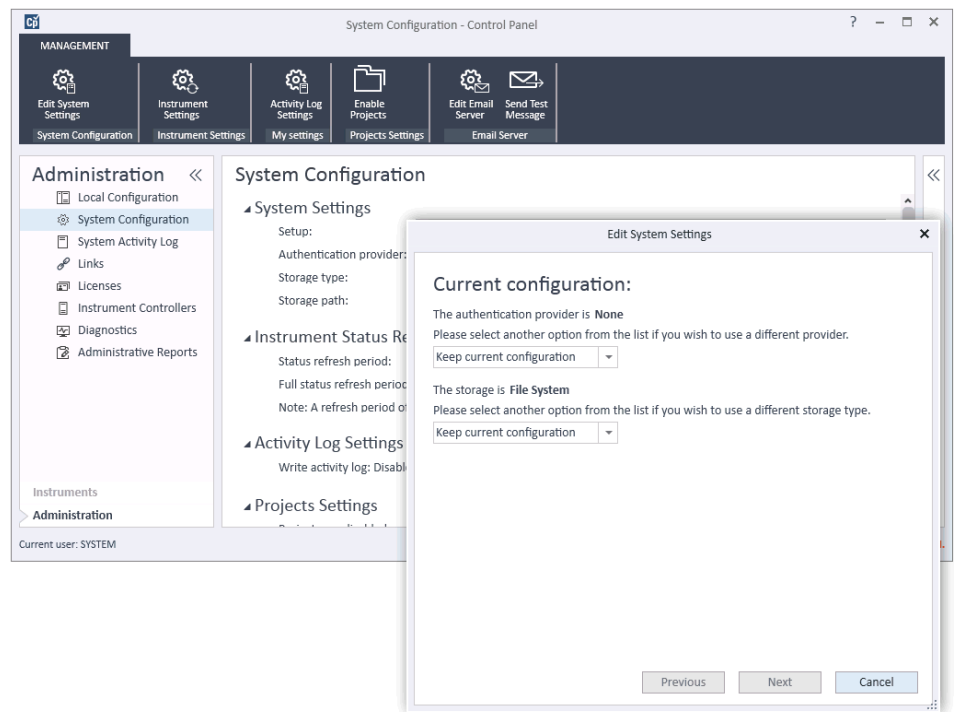 Cp
System Configuration - Control Panel
?
MANAGEMENT
Edit System
Settings
Instrument
Settings
Activity Log
Settings
Enable
Projects
Edit Email
Server
Send Test
Message
System Configuration
Instrument Settings
My settings
Projects Settings
Email Server
Administration
Local Configuration
System Configuration
System Activity Log
Links
Licenses
Instrument Controllers
Diagnostics
Administrative Reports
Instruments
Administration
Current user: SYSTEM
System Configuration
System Settings
Setup:
Authentication provider:
Storage type:
Storage path:
Instrument Status Re
Status refresh period:
Full status refresh period
Note: A refresh period of
Activity Log Settings
Write activity log: Disabl
Projects Settings
Edit System Settings
Current configuration:
The authentication provider is None
Please select another option from the list if you wish to use a different provider.
Keep current configuration
The storage is File System
Please select another option from the list if you wish to use a different storage type.
Keep current configuration
Previous
Next
Cancel